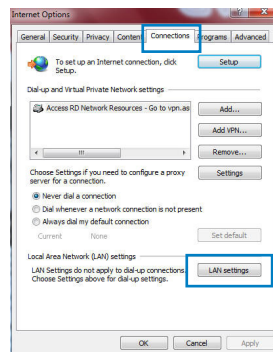 Internet Options
General Security Privacy Content Connections Programs Advanced
To set up an Internet connection, click Setup.
Setup
Dial-up and Virtual Private Network settings
Access RD Network Resources - Go to vpn.as
Add...
Add VPN...
Remove...
Choose Settings if you need to configure a proxy
server for a connection.
Settings
Never dial a connection
Dial whenever a network connection is not present
Always dial my default connection
Current None
Set default
Local Area Network (LAN) settings
LAN Settings do not apply to dial-up connections.
Choose Settings above for dial-up settings.
LAN settings
OK Cancel Apply